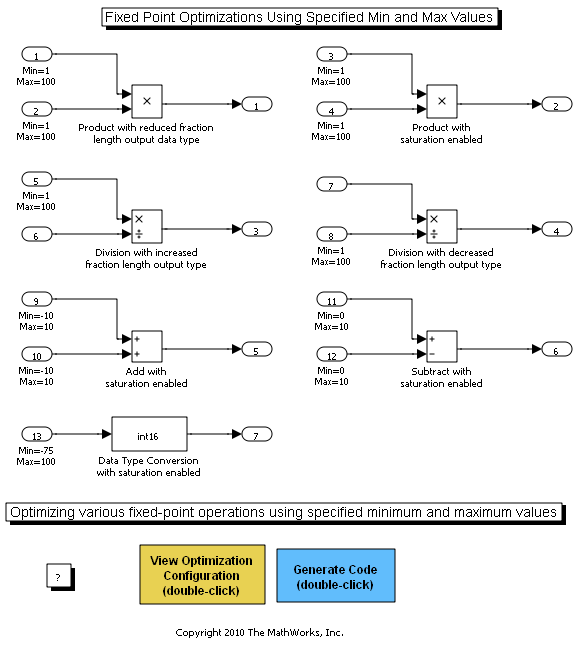 Fixed Point Optimizations Using Specified Min and Max Values
1
Min=1
Max=100
2
Min=1
Max=100
×
1
Product with reduced fraction
length output data type
3
Min=1
Max=100
4
Min=1
Max=100
×
2
Product with
saturation enabled
5
Min=1
Max=100
6
×
÷
3
Division with increased
fraction length output type
7
8
Min=1
Max=100
×
÷
4
Division with decreased
fraction length output type
9
Min=-10
Max=10
10
Min=-10
Max=10
+
+
5
Add with
saturation enabled
11
Min=0
Max=10
12
Min=0
Max=10
+
−
6
Subtract with
saturation enabled
13
Min=-75
Max=100
int16
7
Data Type Conversion
with saturation enabled
Optimizing various fixed-point operations using specified minimum and maximum values
?
View Optimization
Configuration
(double-click)
Generate Code
(double-click)
Copyright 2010 The MathWorks, Inc.